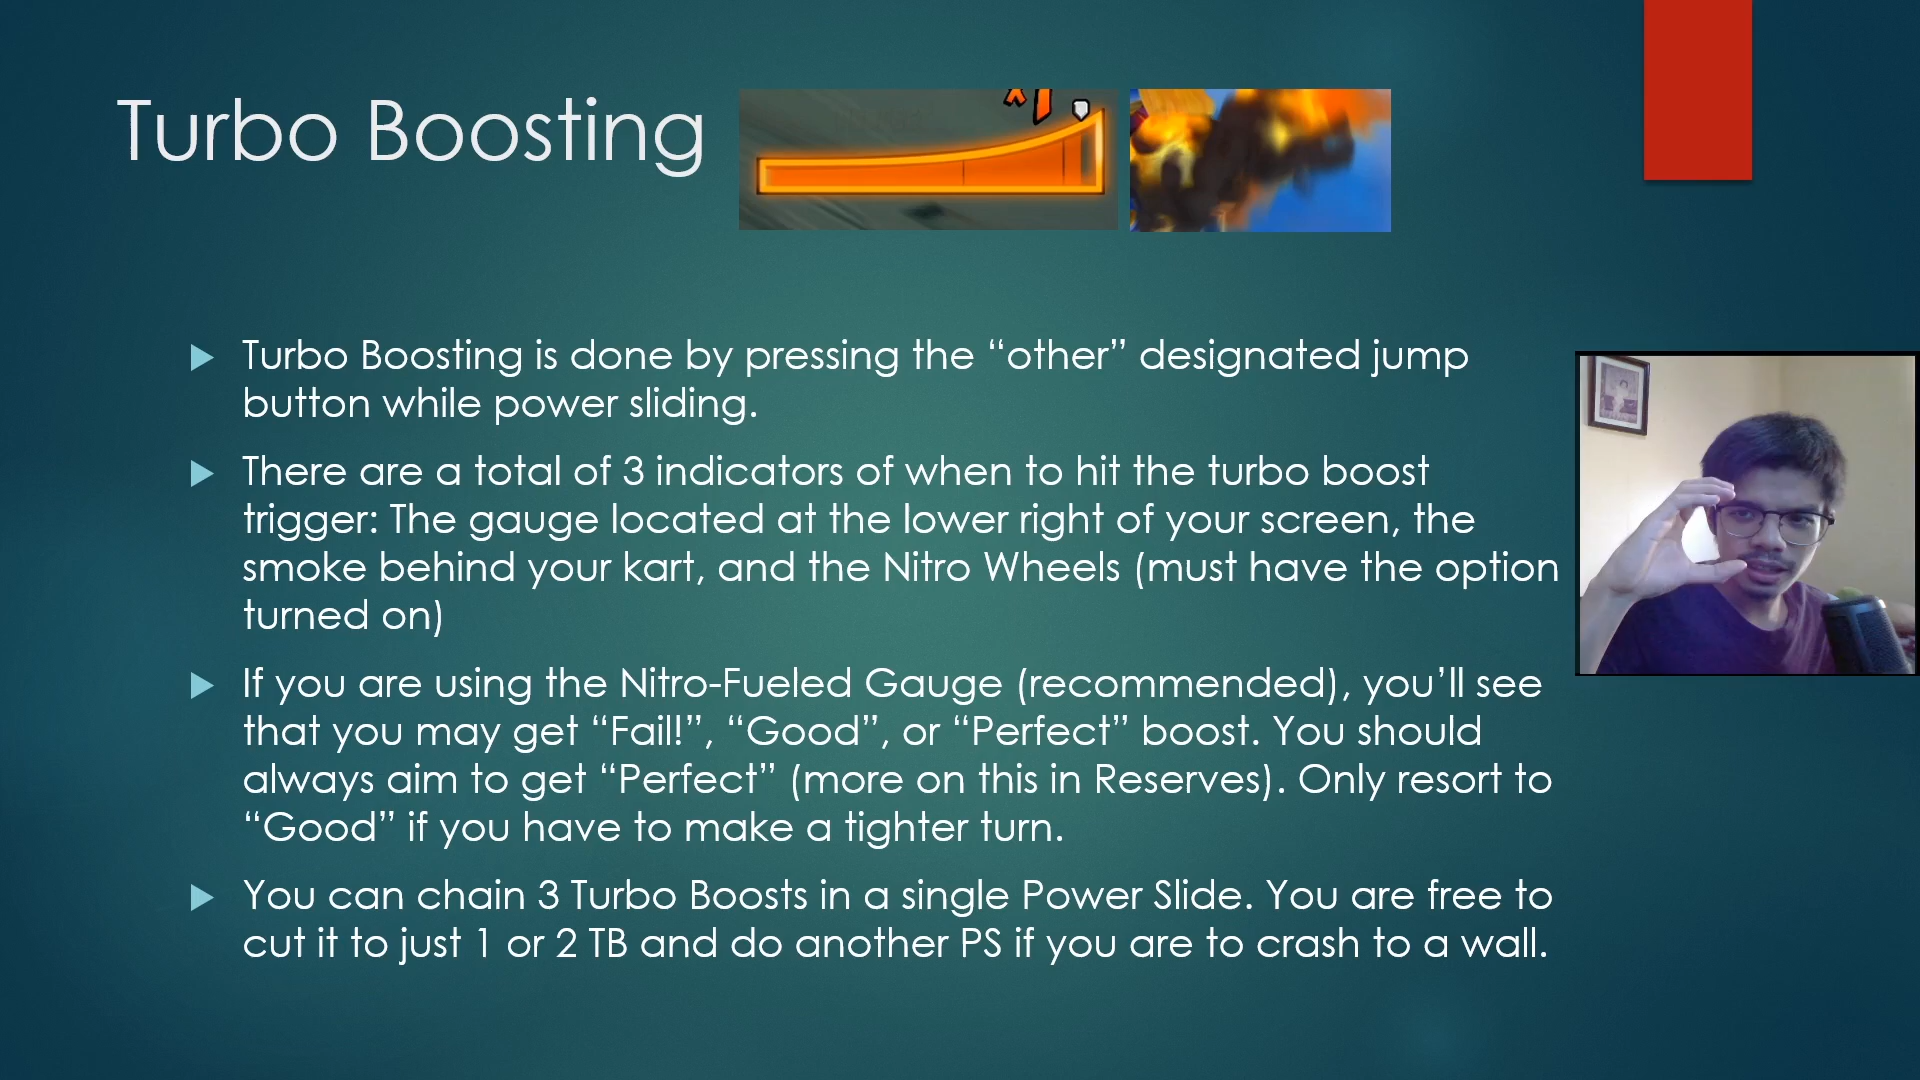 Turbo Boosting
x1
Turbo Boosting is done by pressing the “other” designated jump
button while power sliding.
There are a total of 3 indicators of when to hit the turbo boost
trigger: The gauge located at the lower right of your screen, the
smoke behind your kart, and the Nitro Wheels (must have the option
turned on)
If you are using the Nitro-Fueled Gauge (recommended), you’ll see
that you may get “Fail!”, “Good”, or “Perfect” boost. You should
always aim to get “Perfect” (more on this in Reserves). Only resort to
“Good” if you have to make a tighter turn.
You can chain 3 Turbo Boosts in a single Power Slide. You are free to
cut it to just 1 or 2 TB and do another PS if you are to crash to a wall.